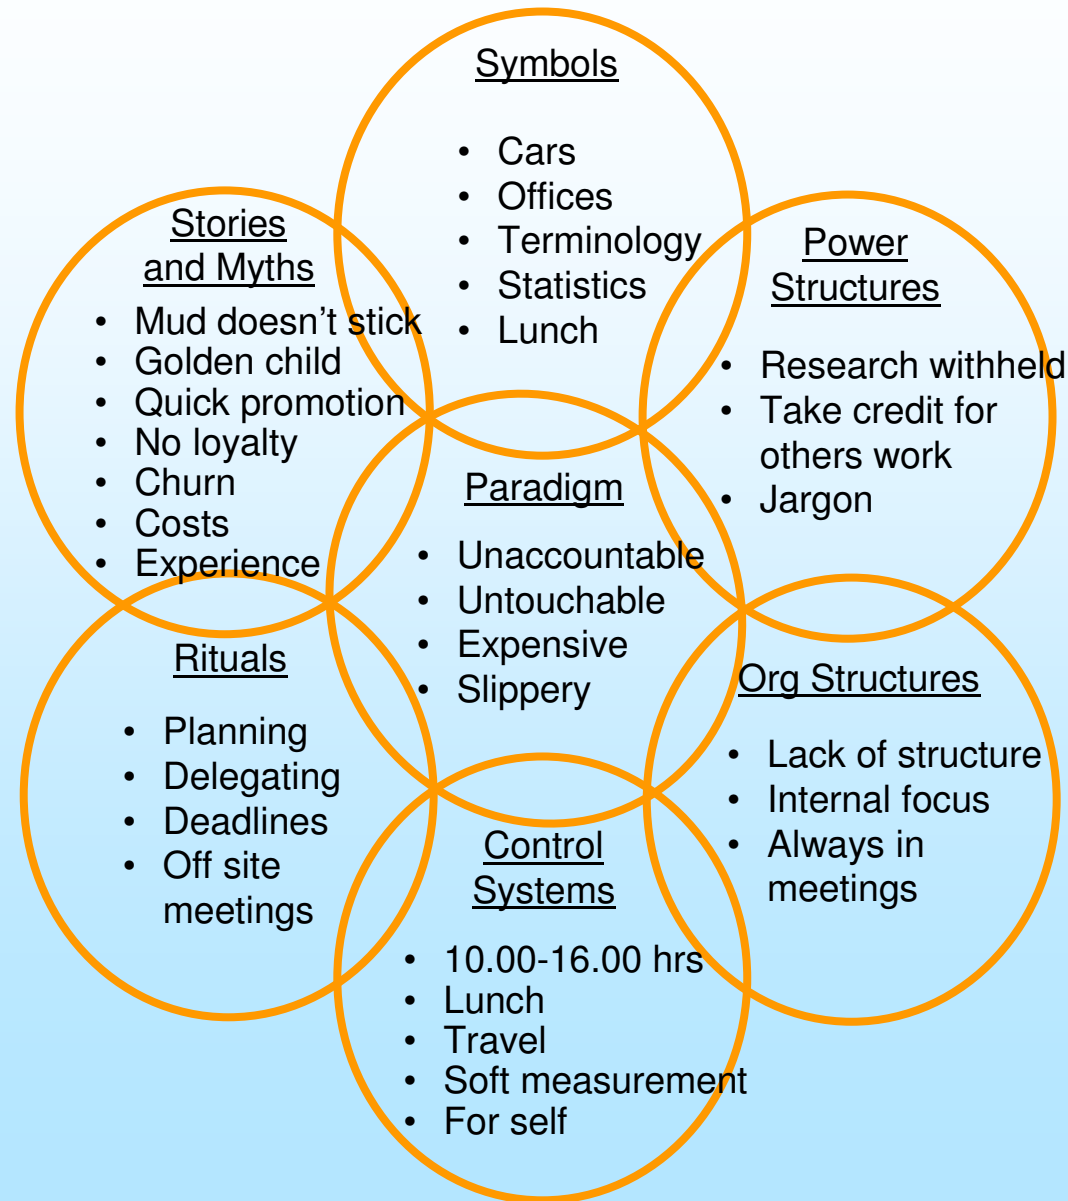 Symbols
• Cars
• Offices
• Terminology
• Statistics
• Lunch
Stories
and Myths
• Mud doesn’t stick
• Golden child
• Quick promotion
• No loyalty
• Churn
• Costs
• Experience
Power
Structures
• Research withheld
• Take credit for
others work
• Jargon
Paradigm
• Unaccountable
• Untouchable
• Expensive
• Slippery
Rituals
• Planning
• Delegating
• Deadlines
• Off site
meetings
Org Structures
• Lack of structure
• Internal focus
• Always in
meetings
Control
Systems
• 10.00-16.00 hrs
• Lunch
• Travel
• Soft measurement
• For self